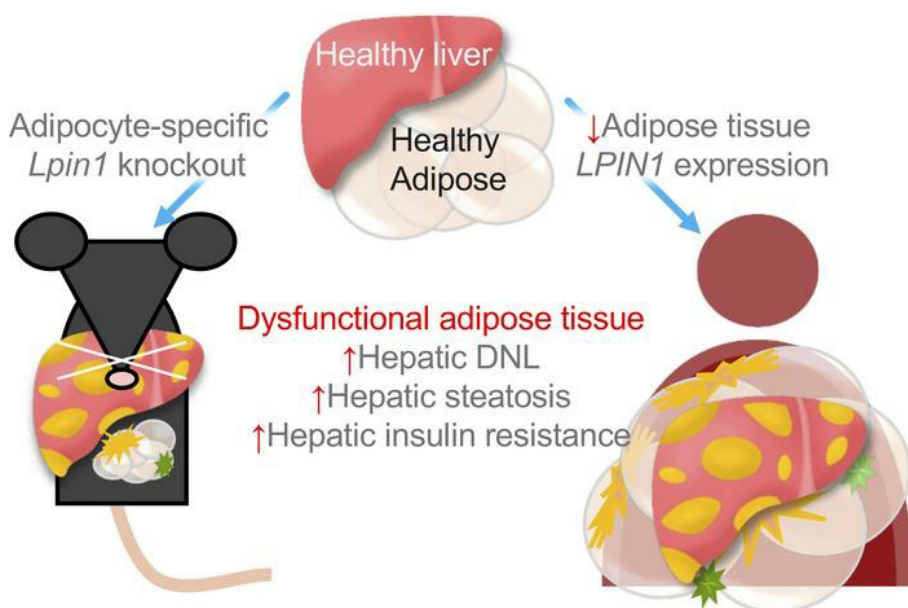 Healthy liver
Healthy
Adipose
Adipocyte-specific
Lpin1 knockout
↓Adipose tissue
LPIN1 expression
Dysfunctional adipose tissue
↑Hepatic DNL
↑Hepatic steatosis
↑Hepatic insulin resistance